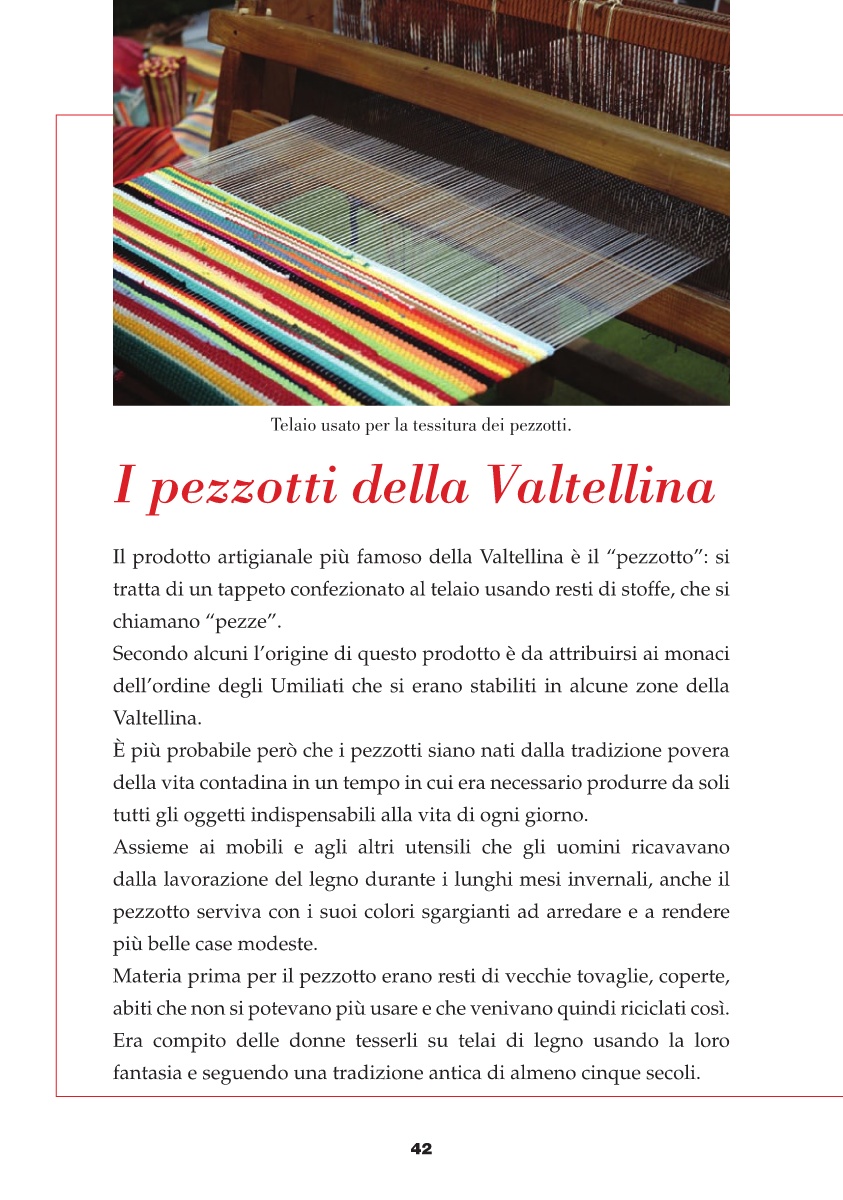 Telaio usato per la tessitura dei pezzotti.
I pezzotti della Valtellina
Il prodotto artigianale più famoso della Valtellina è il “pezzotto”: si
tratta di un tappeto confezionato al telaio usando resti di stoffe, che si
chiamano “pezze”.
Secondo alcuni l’origine di questo prodotto è da attribuirsi ai monaci
dell’ordine degli Umiliati che si erano stabiliti in alcune zone della
Valtellina.
È più probabile però che i pezzotti siano nati dalla tradizione povera
della vita contadina in un tempo in cui era necessario produrre da soli
tutti gli oggetti indispensabili alla vita di ogni giorno.
Assieme ai mobili e agli altri utensili che gli uomini ricavavano
dalla lavorazione del legno durante i lunghi mesi invernali, anche il
pezzotto serviva con i suoi colori sgargianti ad arredare e a rendere
più belle case modeste.
Materia prima per il pezzotto erano resti di vecchie tovaglie, coperte,
abiti che non si potevano più usare e che venivano quindi riciclati così.
Era compito delle donne tesserli su telai di legno usando la loro
fantasia e seguendo una tradizione antica di almeno cinque secoli.
42